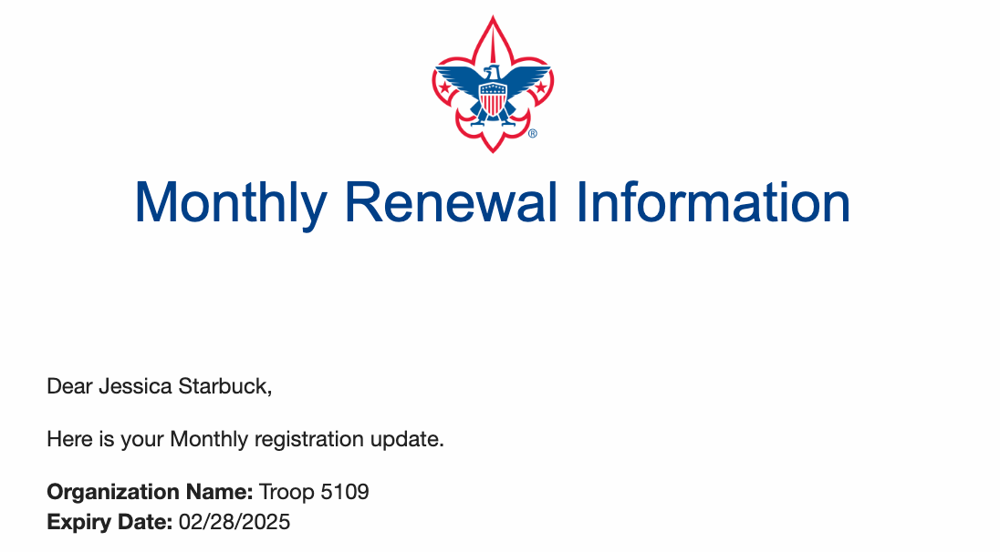 ®
Monthly Renewal Information
Dear Jessica Starbuck,
Here is your Monthly registration update.
Organization Name: Troop 5109
Expiry Date: 02/28/2025